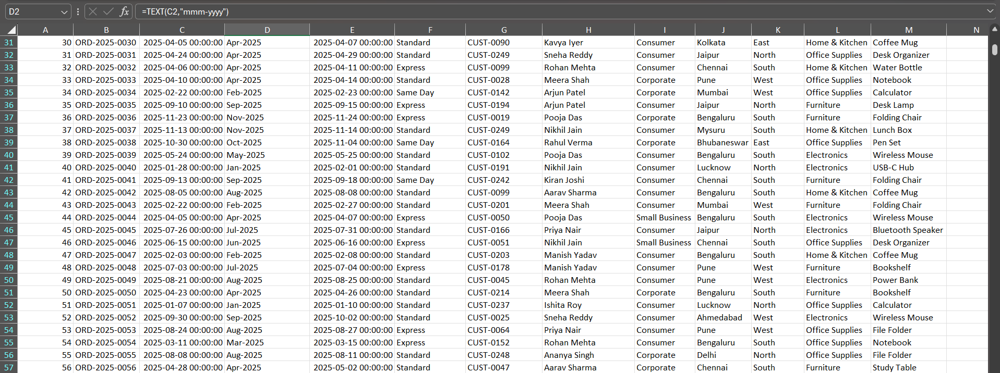 D2 fx =TEXT(C2,"mmm-yyyy")
A B C D E F G H I J K L M N
31 30 ORD-2025-0030 2025-04-05 00:00:00 Apr-2025 2025-04-07 00:00:00 Standard CUST-0090 Kavya Iyer Consumer Kolkata East Home & Kitchen Coffee Mug
32 31 ORD-2025-0031 2025-04-24 00:00:00 Apr-2025 2025-04-29 00:00:00 Standard CUST-0249 Sneha Reddy Consumer Jaipur North Office Supplies Desk Organizer
33 32 ORD-2025-0032 2025-04-06 00:00:00 Apr-2025 2025-04-11 00:00:00 Express CUST-0099 Rohan Mehta Consumer Chennai South Home & Kitchen Water Bottle
34 33 ORD-2025-0033 2025-04-10 00:00:00 Apr-2025 2025-04-14 00:00:00 Standard CUST-0028 Meera Shah Corporate Pune West Office Supplies Notebook
35 34 ORD-2025-0034 2025-02-22 00:00:00 Feb-2025 2025-02-23 00:00:00 Same Day CUST-0142 Arjun Patel Corporate Mumbai West Office Supplies Calculator
36 35 ORD-2025-0035 2025-09-10 00:00:00 Sep-2025 2025-09-15 00:00:00 Express CUST-0194 Arjun Patel Consumer Jaipur North Furniture Desk Lamp
37 36 ORD-2025-0036 2025-11-23 00:00:00 Nov-2025 2025-11-24 00:00:00 Express CUST-0019 Pooja Das Corporate Bengaluru South Furniture Folding Chair
38 37 ORD-2025-0037 2025-11-13 00:00:00 Nov-2025 2025-11-14 00:00:00 Standard CUST-0249 Nikhil Jain Consumer Mysuru South Home & Kitchen Lunch Box
39 38 ORD-2025-0038 2025-10-30 00:00:00 Oct-2025 2025-11-04 00:00:00 Same Day CUST-0164 Rahul Verma Corporate Bhubaneswar East Office Supplies Pen Set
40 39 ORD-2025-0039 2025-05-24 00:00:00 May-2025 2025-05-25 00:00:00 Standard CUST-0102 Pooja Das Consumer Bengaluru South Electronics Wireless Mouse
41 40 ORD-2025-0040 2025-01-28 00:00:00 Jan-2025 2025-02-01 00:00:00 Standard CUST-0191 Nikhil Jain Consumer Lucknow North Electronics USB-C Hub
42 41 ORD-2025-0041 2025-09-13 00:00:00 Sep-2025 2025-09-18 00:00:00 Same Day CUST-0242 Kiran Joshi Consumer Chennai South Furniture Folding Chair
43 42 ORD-2025-0042 2025-08-05 00:00:00 Aug-2025 2025-08-08 00:00:00 Standard CUST-0099 Aarav Sharma Consumer Bengaluru South Home & Kitchen Coffee Mug
44 43 ORD-2025-0043 2025-02-22 00:00:00 Feb-2025 2025-02-27 00:00:00 Standard CUST-0201 Meera Shah Consumer Mumbai West Furniture Folding Chair
45 44 ORD-2025-0044 2025-04-05 00:00:00 Apr-2025 2025-04-07 00:00:00 Express CUST-0050 Pooja Das Small Business Bengaluru South Electronics Wireless Mouse
46 45 ORD-2025-0045 2025-07-26 00:00:00 Jul-2025 2025-07-31 00:00:00 Standard CUST-0166 Priya Nair Consumer Jaipur North Electronics Bluetooth Speaker
47 46 ORD-2025-0046 2025-06-15 00:00:00 Jun-2025 2025-06-16 00:00:00 Express CUST-0051 Nikhil Jain Small Business Chennai South Office Supplies Desk Organizer
48 47 ORD-2025-0047 2025-02-03 00:00:00 Feb-2025 2025-02-08 00:00:00 Standard CUST-0203 Manish Yadav Consumer Bengaluru South Home & Kitchen Coffee Mug
49 48 ORD-2025-0048 2025-07-03 00:00:00 Jul-2025 2025-07-04 00:00:00 Express CUST-0178 Manish Yadav Consumer Pune West Furniture Bookshelf
50 49 ORD-2025-0049 2025-08-21 00:00:00 Aug-2025 2025-08-25 00:00:00 Standard CUST-0045 Rohan Mehta Consumer Pune West Electronics Power Bank
51 50 ORD-2025-0050 2025-04-23 00:00:00 Apr-2025 2025-04-26 00:00:00 Standard CUST-0214 Meera Shah Corporate Bengaluru South Furniture Bookshelf
52 51 ORD-2025-0051 2025-01-07 00:00:00 Jan-2025 2025-01-10 00:00:00 Standard CUST-0237 Ishita Roy Consumer Lucknow North Office Supplies Calculator
53 52 ORD-2025-0052 2025-09-30 00:00:00 Sep-2025 2025-10-02 00:00:00 Standard CUST-0025 Sneha Reddy Consumer Ahmedabad West Electronics Wireless Mouse
54 53 ORD-2025-0053 2025-08-24 00:00:00 Aug-2025 2025-08-27 00:00:00 Express CUST-0064 Priya Nair Consumer Pune West Office Supplies File Folder
55 54 ORD-2025-0054 2025-03-11 00:00:00 Mar-2025 2025-03-15 00:00:00 Express CUST-0152 Rohan Mehta Consumer Bengaluru South Office Supplies Notebook
56 55 ORD-2025-0055 2025-08-08 00:00:00 Aug-2025 2025-08-11 00:00:00 Standard CUST-0248 Ananya Singh Corporate Delhi North Office Supplies File Folder
57 56 ORD-2025-0056 2025-04-28 00:00:00 Apr-2025 2025-05-02 00:00:00 Standard CUST-0047 Aarav Sharma Corporate Chennai South Furniture Study Table